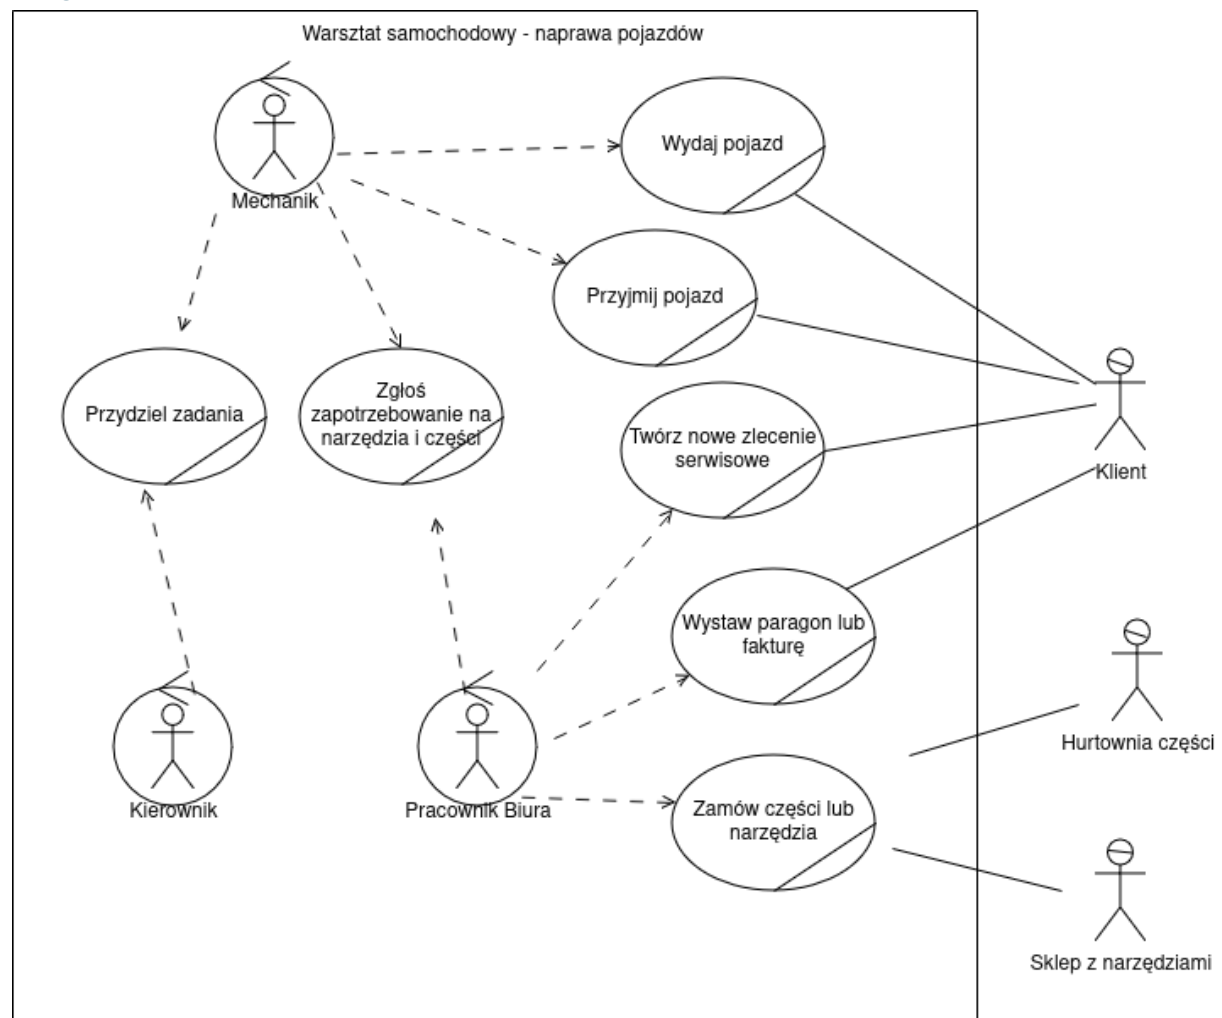 Warsztat samochodowy - naprawa pojazdów
Wydaj pojazd
Mechanik
Przyjmij pojazd
Przydziel zadania
Zgłoś
zapotrzebowanie na
narzędzia i części
Twórz nowe zlecenie
serwisowe
Klient
Wystaw paragon lub
fakturę
Hurtownia części
Kierownik
Pracownik Biura
Zamów części lub
narzędzia
Sklep z narzędziami